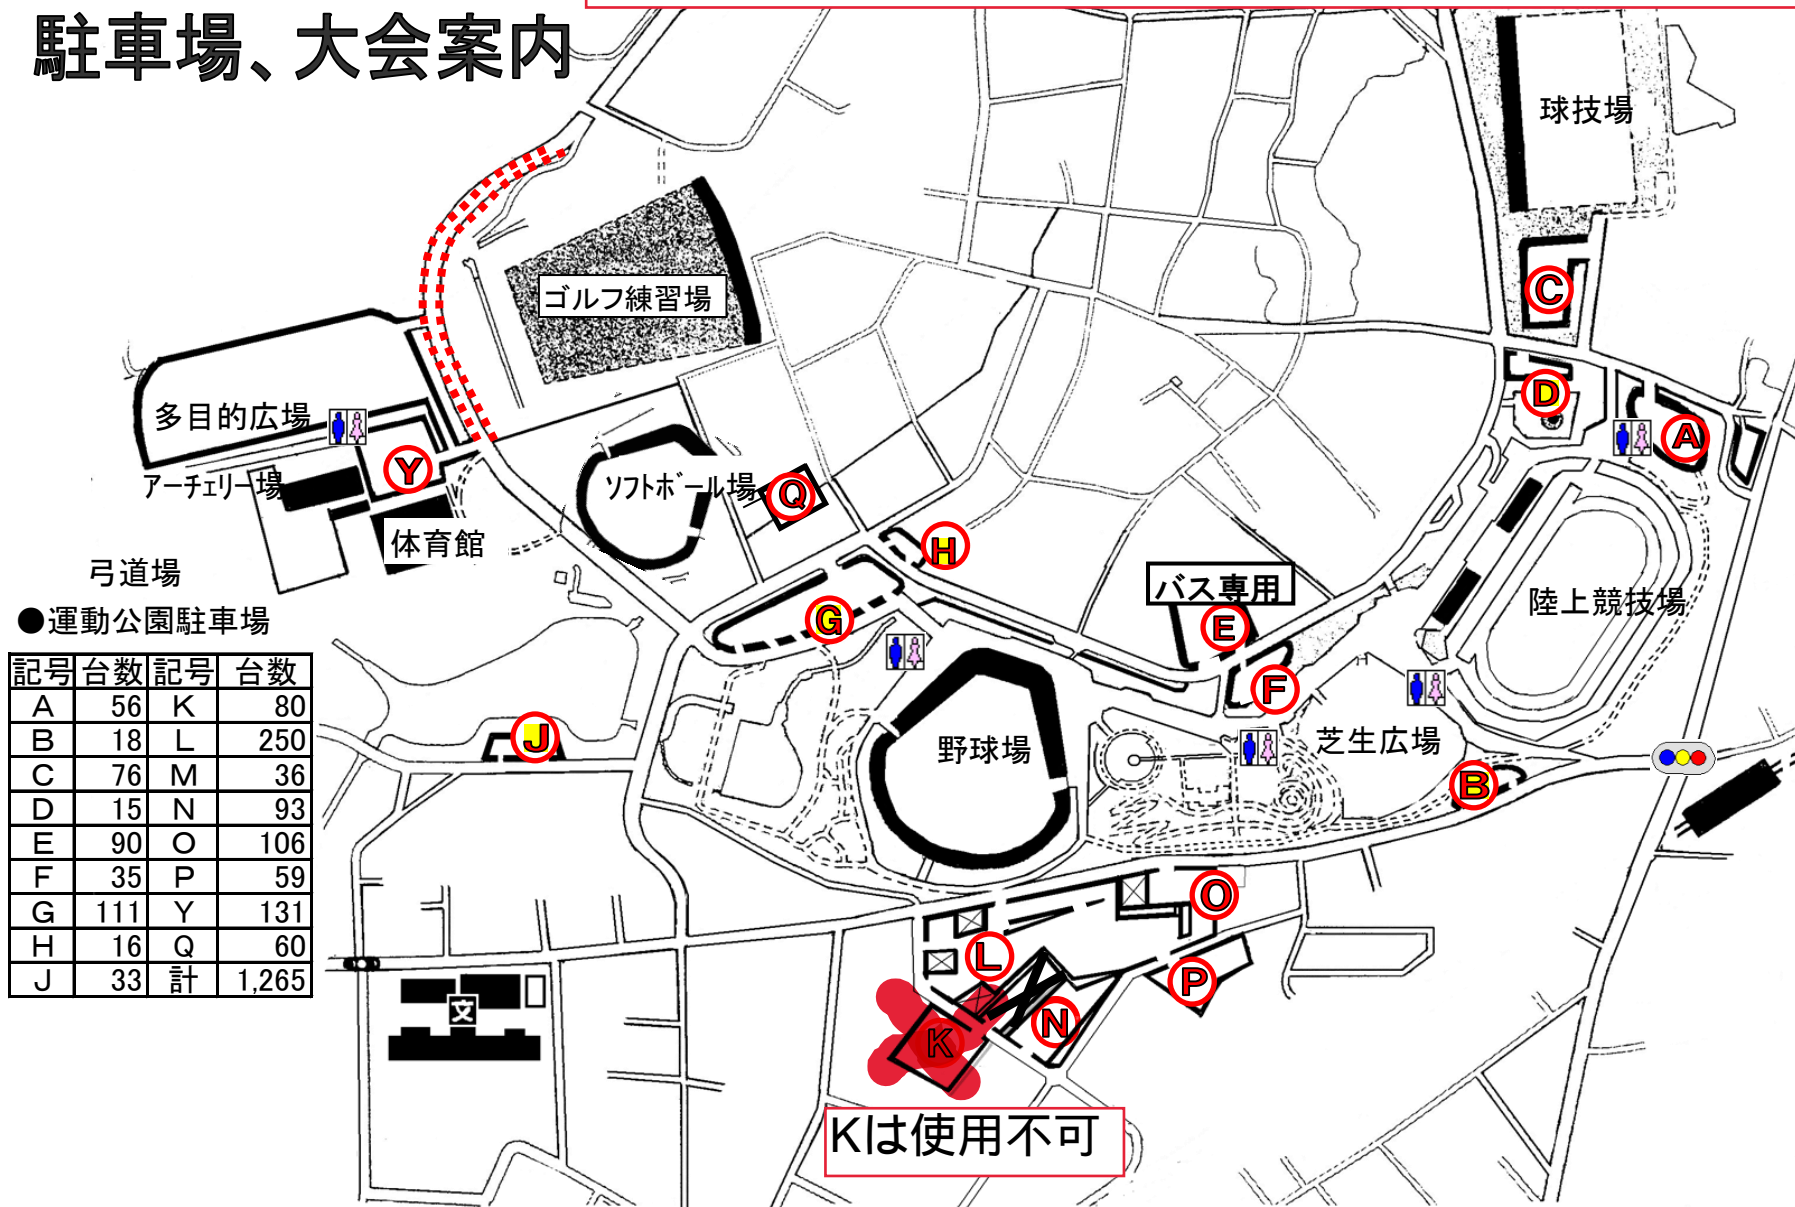 駐車場、大会案内
球技場
C
ゴルフ練習場
D
多目的広場
A
Y
アーチェリー場
ソフトボール場
Q
体育館
H
弓道場
バス専用
陸上競技場
G
E
●運動公園駐車場
記号 台数 記号 台数
A 56 K 80
B 18 L 250
C 76 M 36
D 15 N 93
E 90 O 106
F 35 P 59
G 111 Y 131
H 16 Q 60
J 33 計 1,265
F
J
野球場
芝生広場
B
O
L
P
文
N
K
Kは使用不可